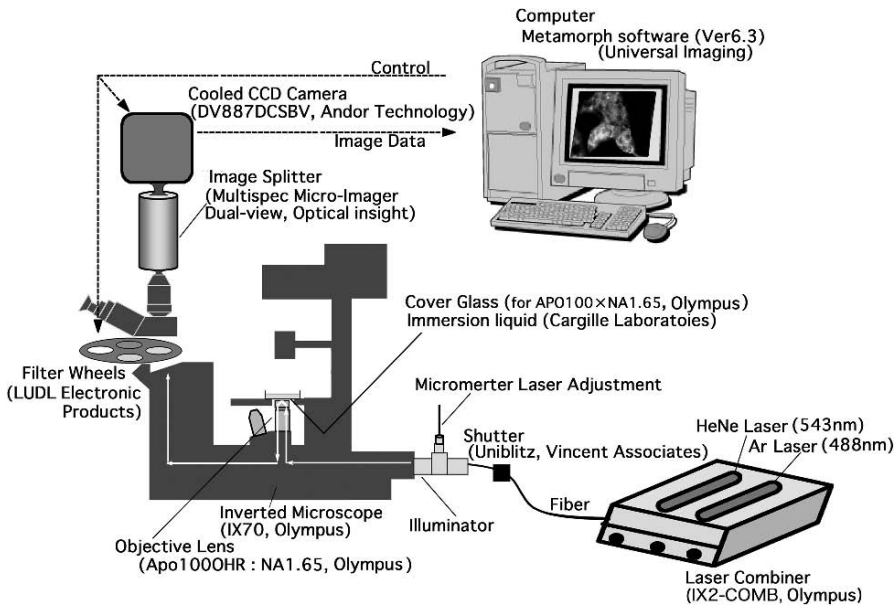 Computer
Metamorph software (Ver6.3)
(Universal Imaging)
Control
Cooled CCD Camera
(DV887DCSBV, Andor Technology)
Image Data
Image Splitter
(Multispec Micro-Imager
Dual-view, Optical insight)
Cover Glass (for APO100×NA1.65, Olympus)
Immersion liquid (Cargille Laboratoies)
Filter Wheels
(LUDL Electronic
Products)
Micromerter Laser Adjustment
Shutter
(Uniblitz, Vincent Associates)
HeNe Laser (543nm)
Ar Laser (488nm)
Fiber
Inverted Microscope
(IX70, Olympus)
Illuminator
Objective Lens
(Apo100OHR : NA1.65, Olympus)
Laser Combiner
(IX2-COMB, Olympus)